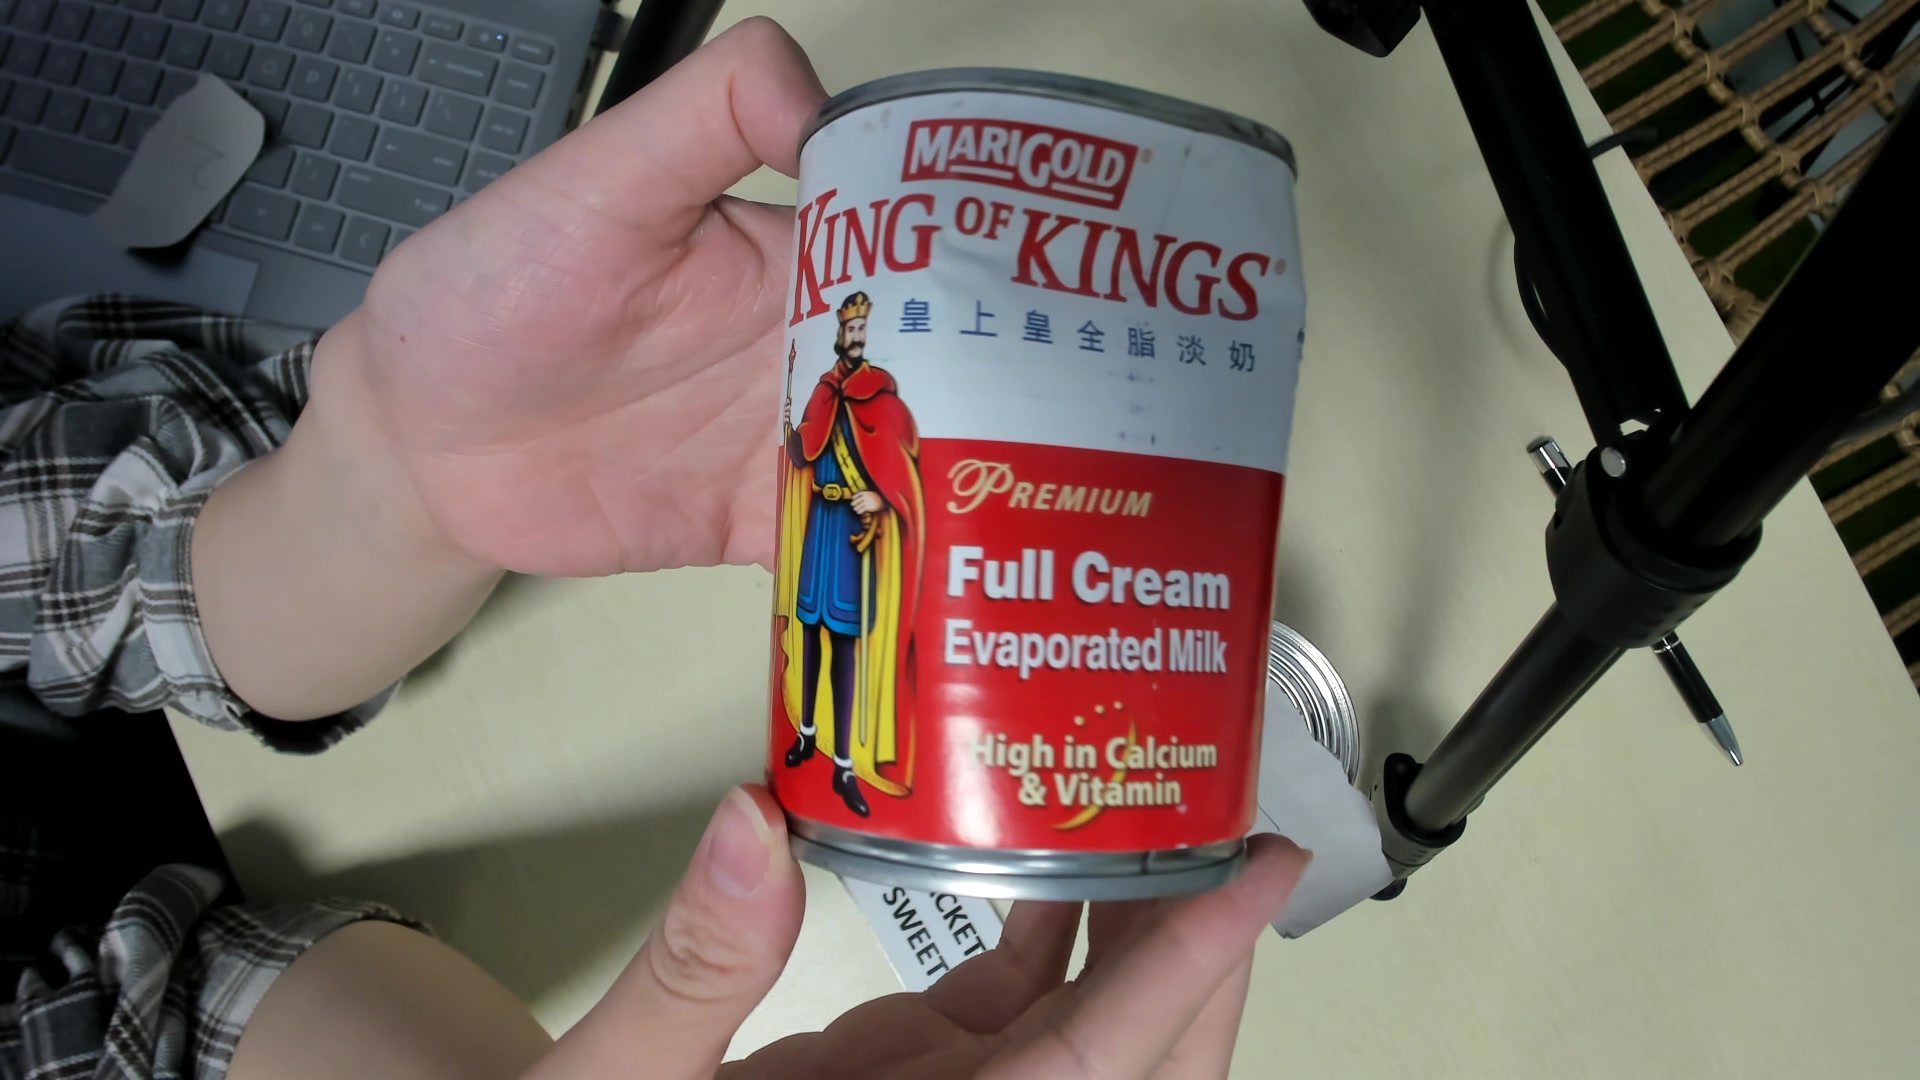 MARIGOLD
KING OF KINGS
皇上皇全脂淡奶
PREMIUM
Full Cream
Evaporated Milk
High in Calcium
& Vitamin
SWEET